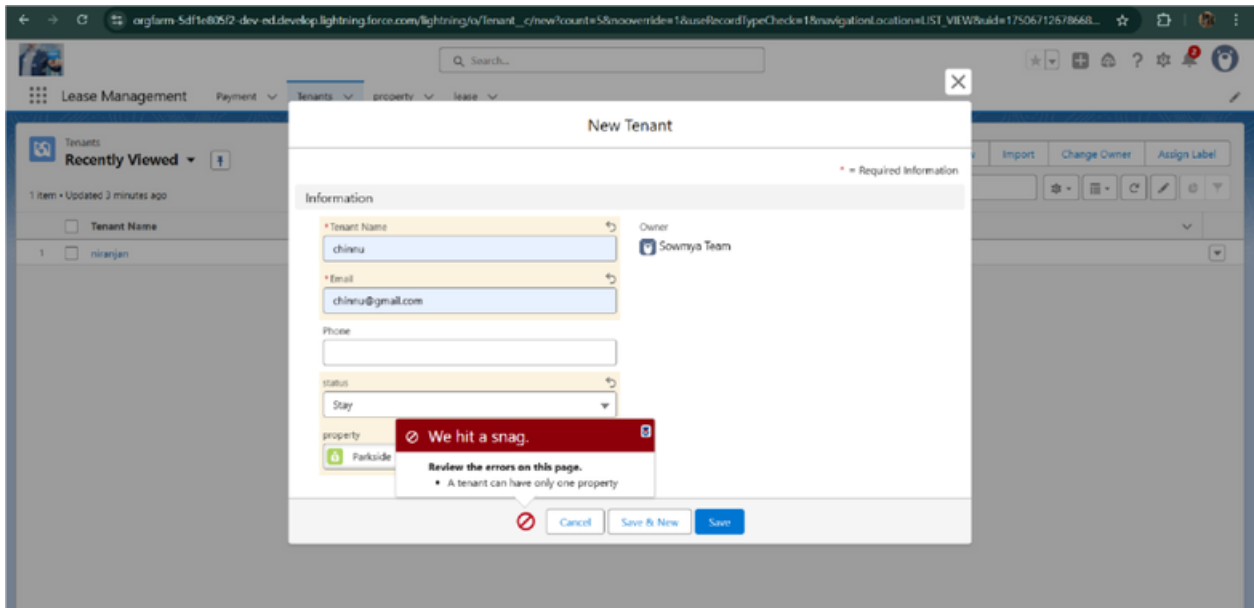 orgfarm-5df1e805f2-dev-ed.develop.lightning.force.com/lightning/o/Tenant__c/new?count=5&nooverride=1&useRecordTypeCheck=1&navigationLocation=LIST_VIEW&uid=17506712678668...
Search...
2
Lease Management Payment Tenants property lease
New Tenant
Tenants
Recently Viewed
Import Change Owner Assign Label
* = Required Information
1 item • Updated 3 minutes ago
Information
Tenant Name
1 niranjan
*Tenant Name
chinnu
Owner
Sowmya Team
*Email
chinnu@gmail.com
Phone
status
Stay
property
Parkside
We hit a snag.
Review the errors on this page.
• A tenant can have only one property
Cancel Save & New Save